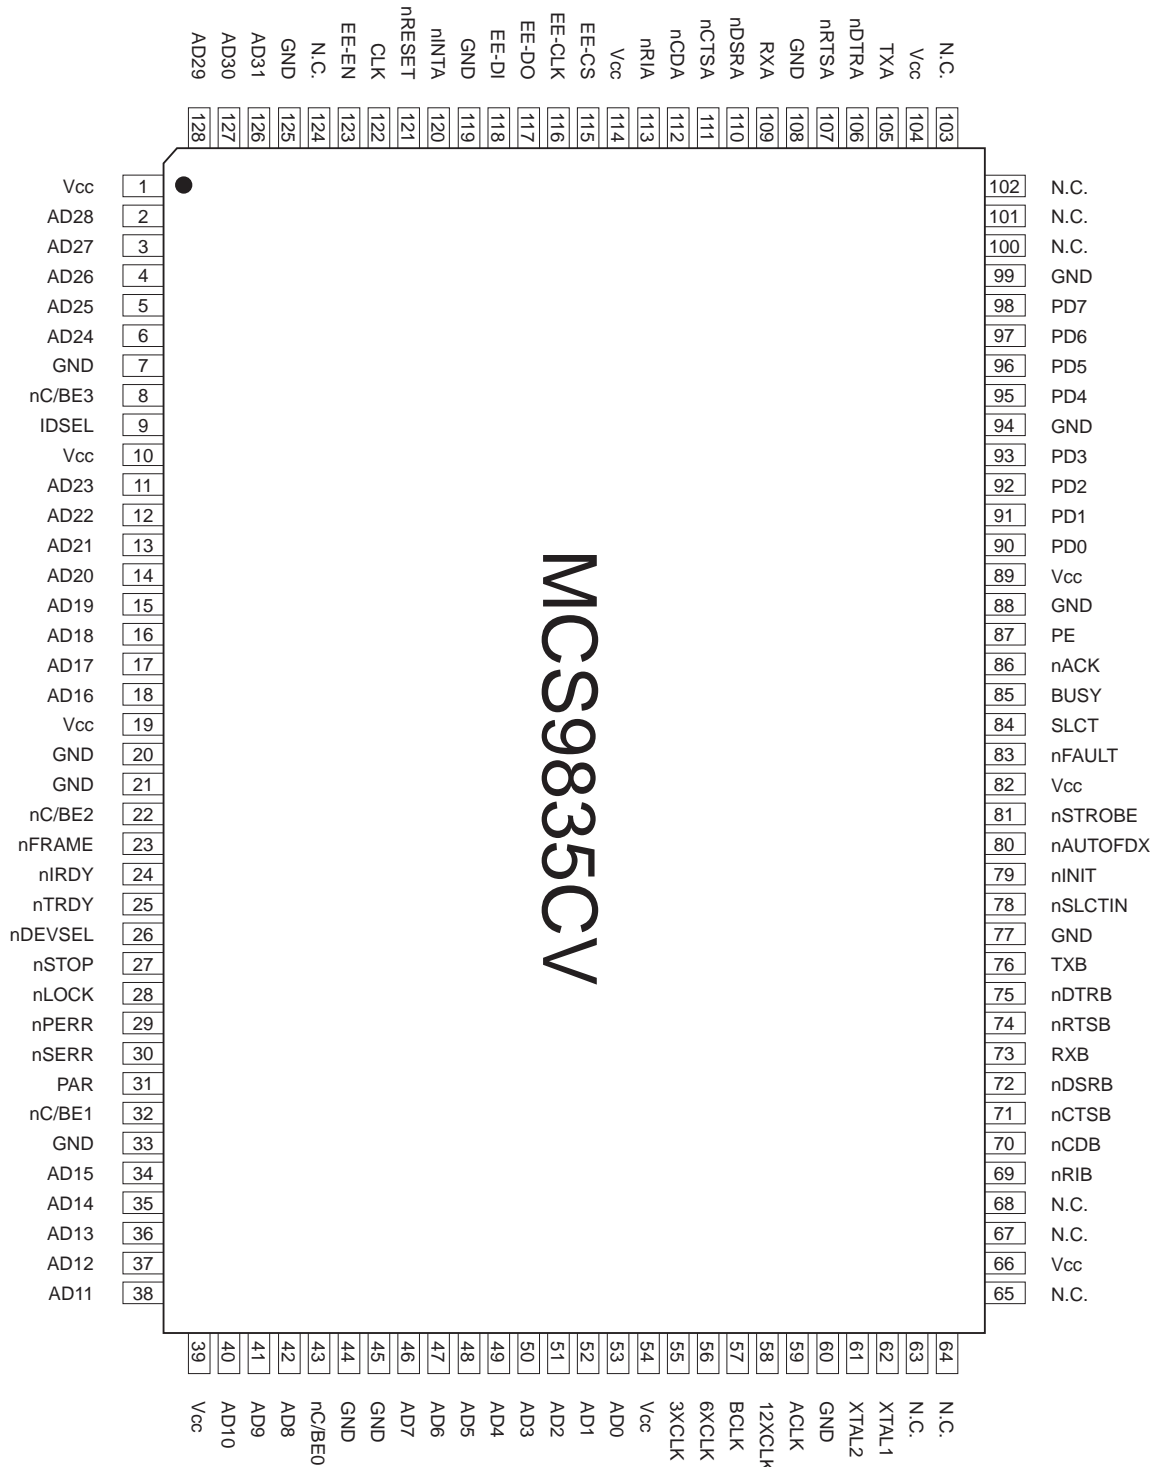 AD29 AD30 AD31 GND N.C. EE-EN CLK nRESET nINTA GND EE-DI EE-DO EE-CLK EE-CS Vcc nRIA nCDA nCTSA nDSRA RXA GND nRTSA nDTRA TXA Vcc N.C.
128 127 126 125 124 123 122 121 120 119 118 117 116 115 114 113 112 111 110 109 108 107 106 105 104 103
Vcc 1 102 N.C.
AD28 2 101 N.C.
AD27 3 100 N.C.
AD26 4 99 GND
AD25 5 98 PD7
AD24 6 97 PD6
GND 7 96 PD5
nC/BE3 8 95 PD4
IDSEL 9 94 GND
Vcc 10 93 PD3
AD23 11 92 PD2
AD22 12 91 PD1
AD21 13 90 PD0
AD20 14 89 Vcc
AD19 15 88 GND
AD18 16 87 PE
AD17 17 86 nACK
AD16 18 85 BUSY
Vcc 19 84 SLCT
GND 20 83 nFAULT
GND 21 82 Vcc
nC/BE2 22 81 nSTROBE
nFRAME 23 80 nAUTOFDX
nIRDY 24 79 nINIT
nTRDY 25 78 nSLCTIN
nDEVSEL 26 77 GND
nSTOP 27 76 TXB
nLOCK 28 75 nDTRB
nPERR 29 74 nRTSB
nSERR 30 73 RXB
PAR 31 72 nDSRB
nC/BE1 32 71 nCTSB
GND 33 70 nCDB
AD15 34 69 nRIB
AD14 35 68 N.C.
AD13 36 67 N.C.
AD12 37 66 Vcc
AD11 38 65 N.C.
MCS9835CV
39 40 41 42 43 44 45 46 47 48 49 50 51 52 53 54 55 56 57 58 59 60 61 62 63 64
Vcc AD10 AD9 AD8 nC/BE0 GND GND AD7 AD6 AD5 AD4 AD3 AD2 AD1 AD0 Vcc 3XCLK 6XCLK BCLK 12XCLK ACLK GND XTAL2 XTAL1 N.C. N.C.